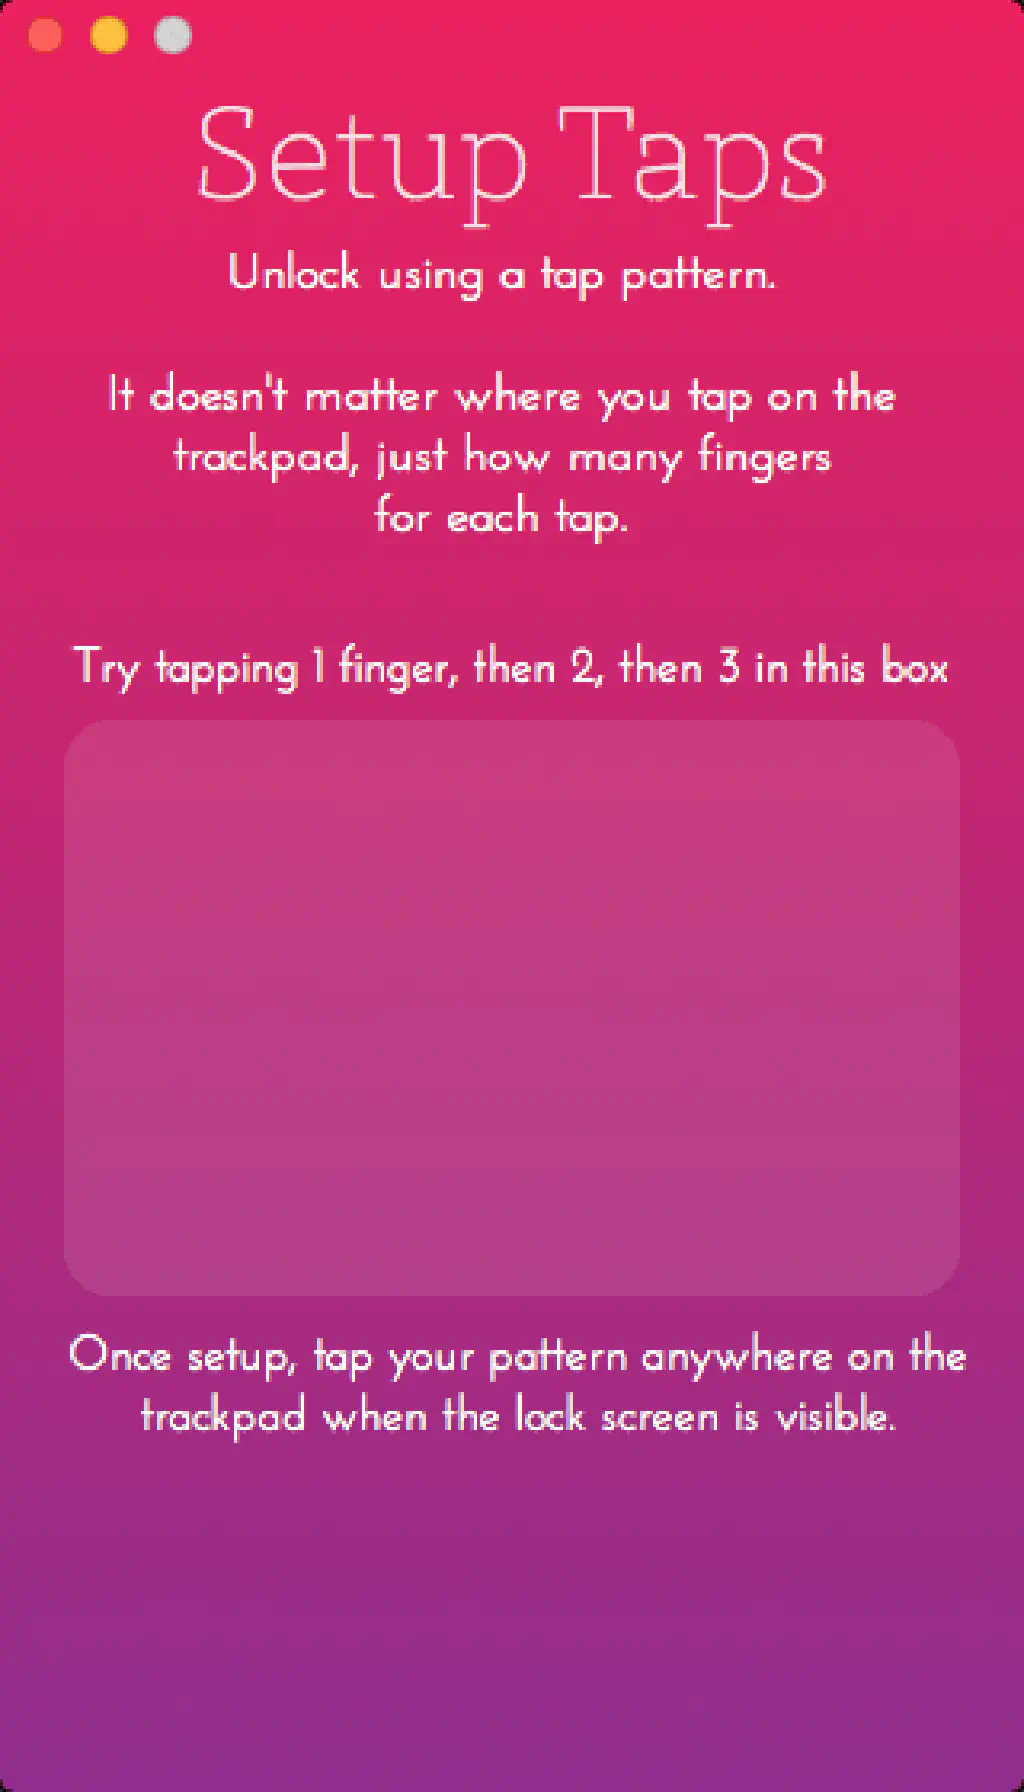 Setup Taps
Unlock using a tap pattern.
It doesn't matter where you tap on the
trackpad, just how many fingers
for each tap.
Try tapping 1 finger, then 2, then 3 in this box
Once setup, tap your pattern anywhere on the
trackpad when the lock screen is visible.